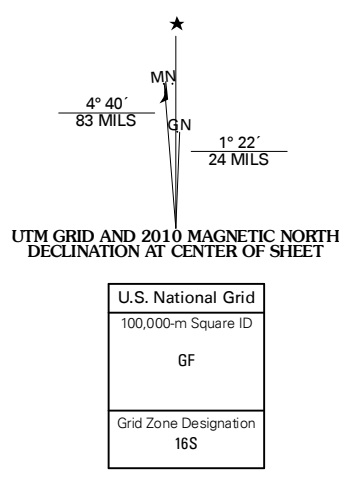 MN
4° 40´
83 MILS
GN
1° 22´
24 MILS
UTM GRID AND 2010 MAGNETIC NORTH
DECLINATION AT CENTER OF SHEET
U.S. National Grid
100,000-m Square ID
GF
Grid Zone Designation
16S